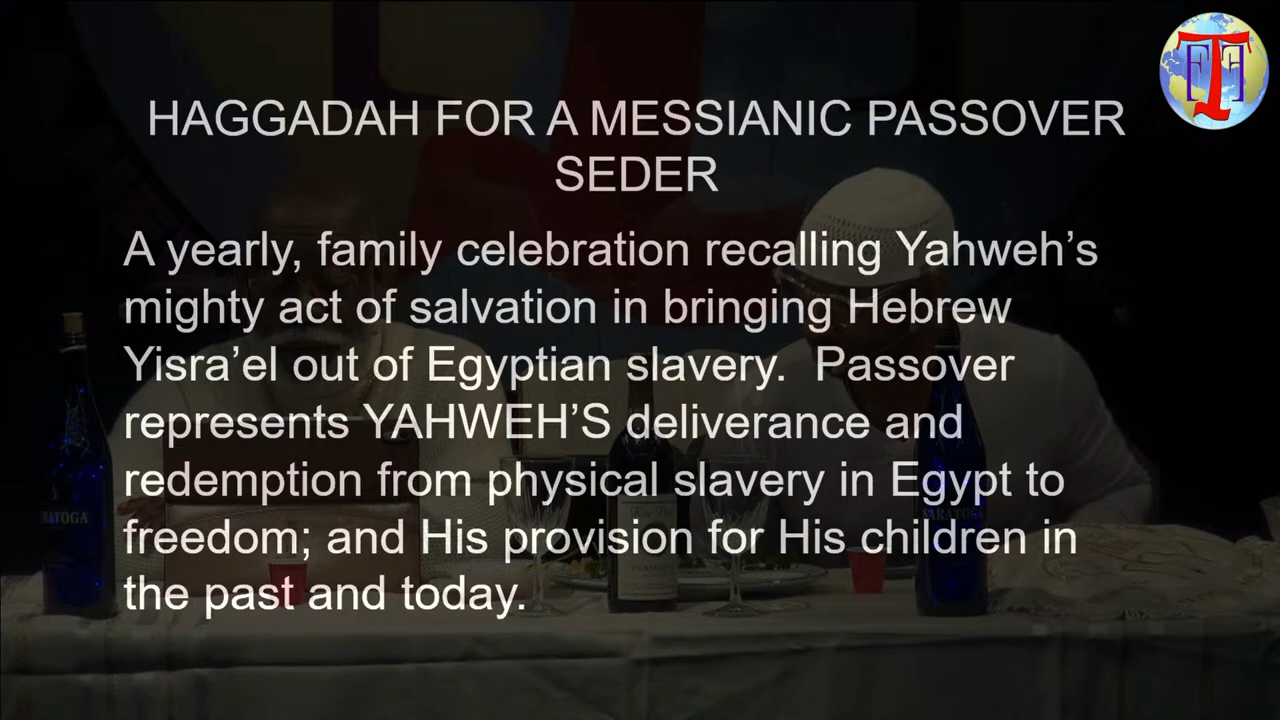 HAGGADAH FOR A MESSIANIC PASSOVER
SEDER
A yearly, family celebration recalling Yahweh’s
mighty act of salvation in bringing Hebrew
Yisra’el out of Egyptian slavery.  Passover
represents YAHWEH’S deliverance and
redemption from physical slavery in Egypt to
freedom; and His provision for His children in
the past and today.
SARATOGA